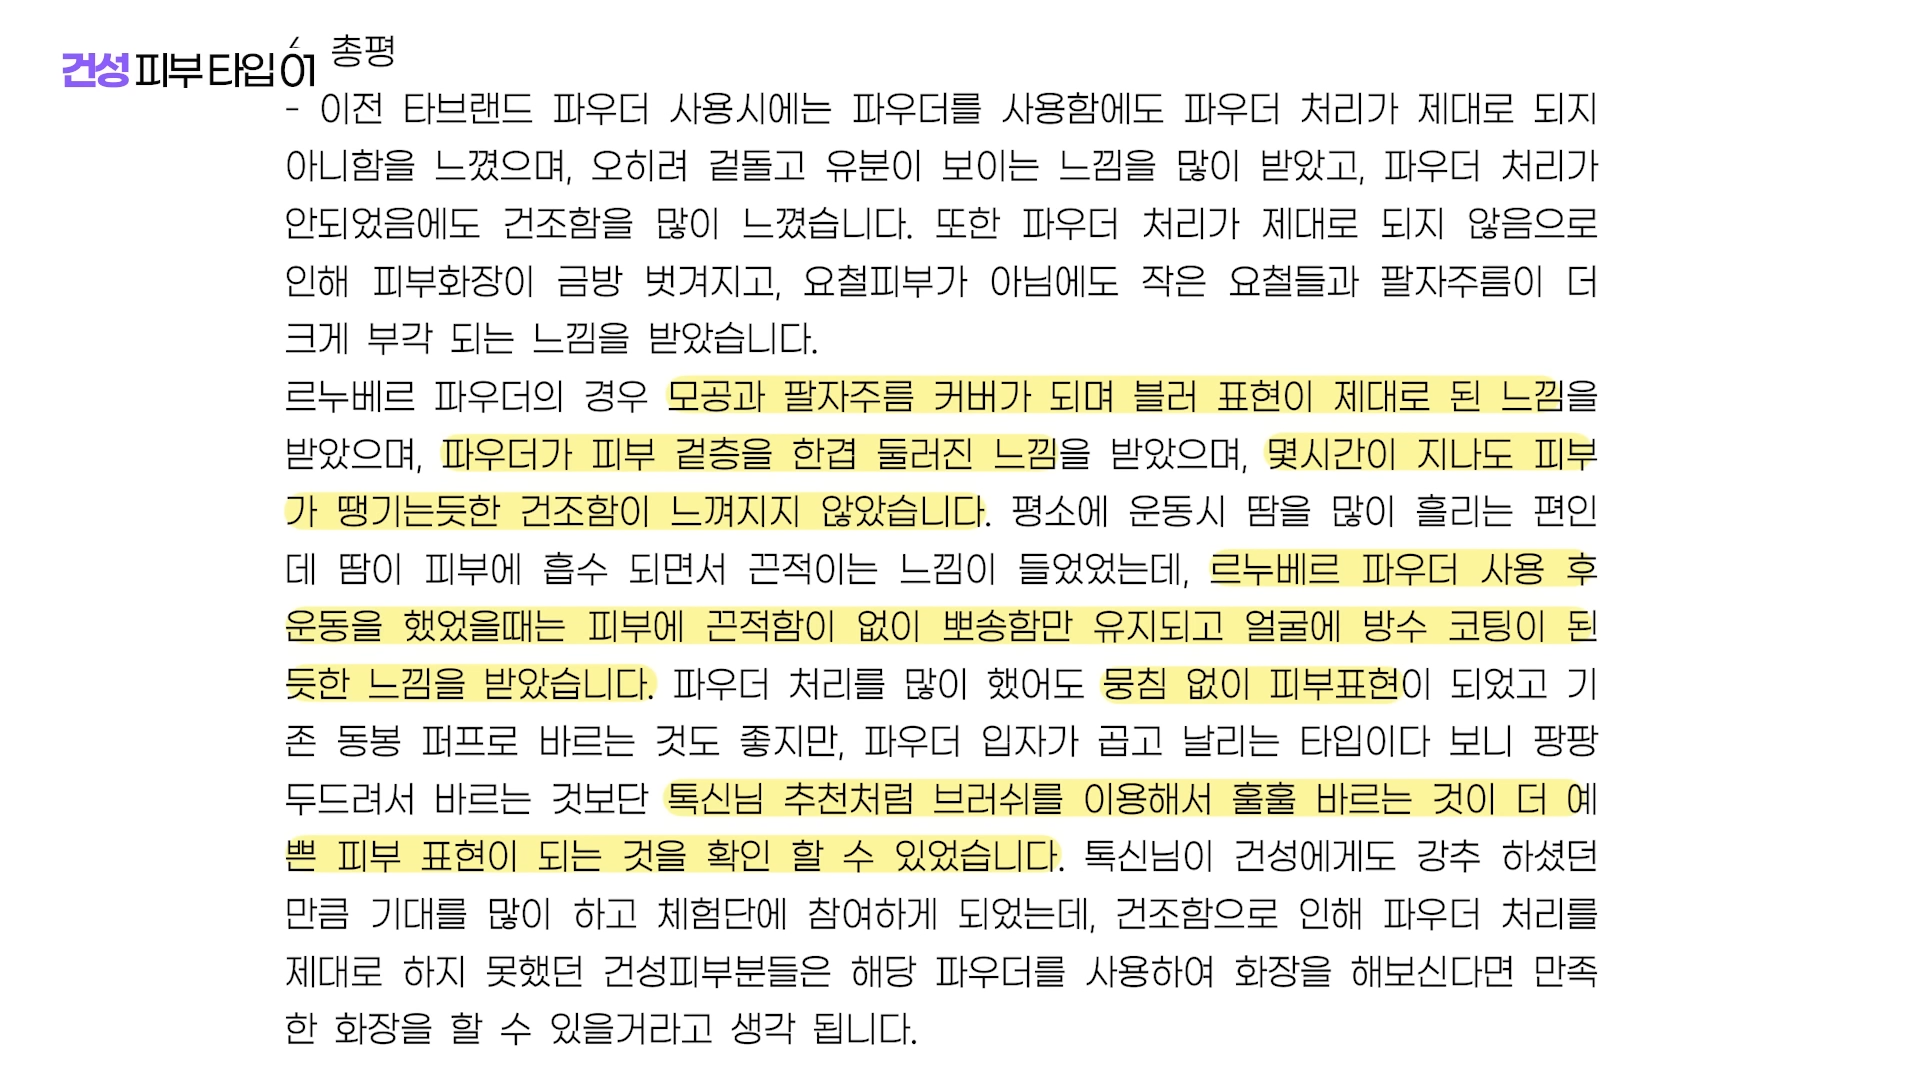 건성 피부 타입 01
총평
- 이전 타브랜드 파우더 사용시에는 파우더를 사용함에도 파우더 처리가 제대로 되지
아니함을 느꼈으며, 오히려 겉돌고 유분이 보이는 느낌을 많이 받았고, 파우더 처리가
안되었음에도 건조함을 많이 느꼈습니다. 또한 파우더 처리가 제대로 되지 않음으로
인해 피부화장이 금방 벗겨지고, 요철피부가 아님에도 작은 요철들과 팔자주름이 더
크게 부각 되는 느낌을 받았습니다.
르누베르 파우더의 경우 모공과 팔자주름 커버가 되며 블러 표현이 제대로 된 느낌을
받았으며, 파우더가 피부 겉층을 한겹 둘러진 느낌을 받았으며, 몇시간이 지나도 피부
가 땡기는듯한 건조함이 느껴지지 않았습니다. 평소에 운동시 땀을 많이 흘리는 편인
데 땀이 피부에 흡수 되면서 끈적이는 느낌이 들었었는데, 르누베르 파우더 사용 후
운동을 했었을때는 피부에 끈적함이 없이 뽀송함만 유지되고 얼굴에 방수 코팅이 된
듯한 느낌을 받았습니다. 파우더 처리를 많이 했어도 뭉침 없이 피부표현이 되었고 기
존 동봉 퍼프로 바르는 것도 좋지만, 파우더 입자가 곱고 날리는 타입이다 보니 팡팡
두드려서 바르는 것보단 톡신님 추천처럼 브러쉬를 이용해서 훌훌 바르는 것이 더 예
쁜 피부 표현이 되는 것을 확인 할 수 있었습니다. 톡신님이 건성에게도 강추 하셨던
만큼 기대를 많이 하고 체험단에 참여하게 되었는데, 건조함으로 인해 파우더 처리를
제대로 하지 못했던 건성피부분들은 해당 파우더를 사용하여 화장을 해보신다면 만족
한 화장을 할 수 있을거라고 생각 됩니다.